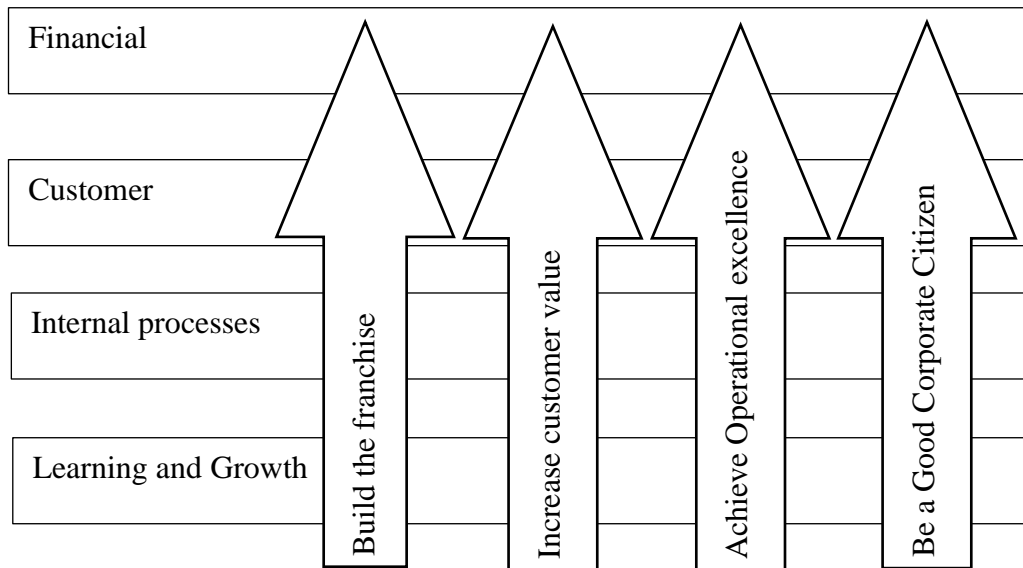 Financial
Customer
Internal processes
Learning and Growth
Build the franchise
Increase customer value
Achieve Operational excellence
Be a Good Corporate Citizen